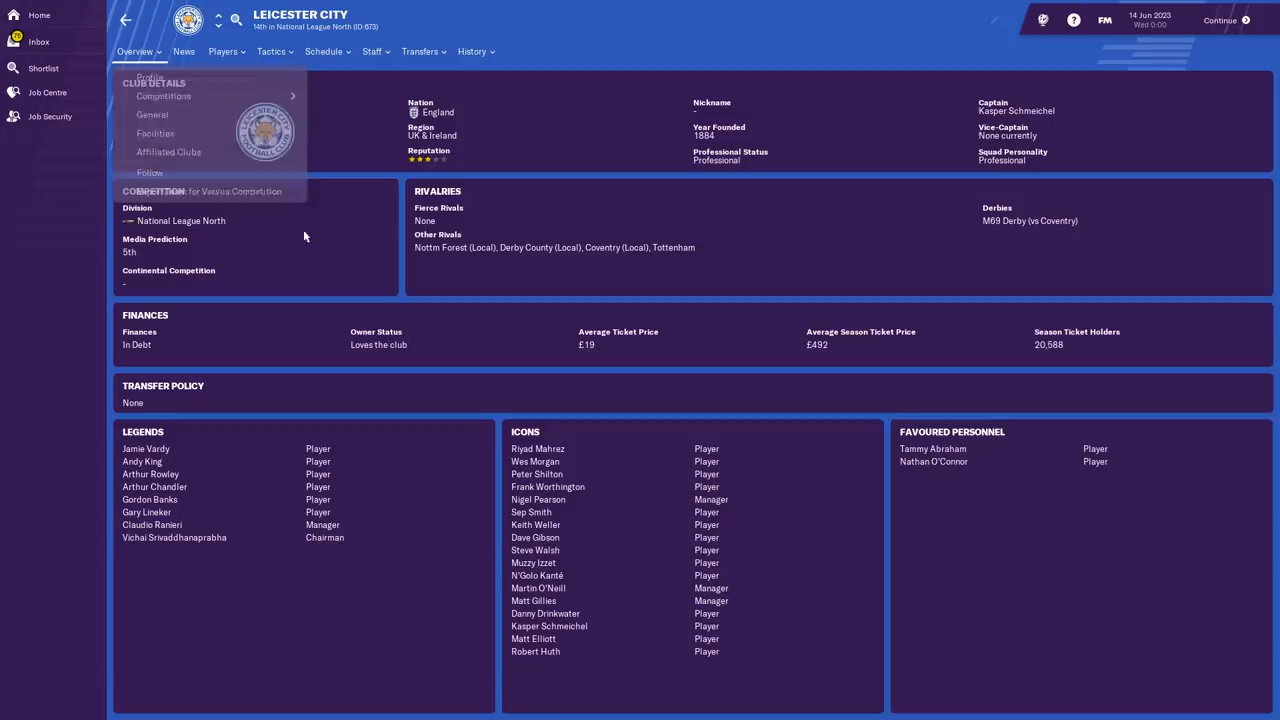 Home
75
Inbox
Shortlist
Job Centre
Job Security
LEICESTER CITY
14th in National League North (ID:673)
?
FM
14 Jun 2023
Wed 0:00
Continue
Overview
News
Players
Tactics
Schedule
Staff
Transfers
History
Profile
Competitions
General
Facilities
Affiliated Clubs
Follow
for Versus Competition
CLUB DETAILS
LEICESTER CITY
FOOTBALL CLUB
Nation
England
Region
UK & Ireland
Reputation
Nickname
-
Year Founded
1884
Professional Status
Professional
Captain
Kasper Schmeichel
Vice-Captain
None currently
Squad Personality
Professional
COMPETITION
Division
National League North
Media Prediction
5th
Continental Competition
-
RIVALRIES
Fierce Rivals
None
Other Rivals
Nottm Forest (Local), Derby County (Local), Coventry (Local), Tottenham
Derbies
M69 Derby (vs Coventry)
FINANCES
Finances
In Debt
Owner Status
Loves the club
Average Ticket Price
£19
Average Season Ticket Price
£492
Season Ticket Holders
20,588
TRANSFER POLICY
None
LEGENDS
Jamie Vardy Player
Andy King Player
Arthur Rowley Player
Arthur Chandler Player
Gordon Banks Player
Gary Lineker Player
Claudio Ranieri Manager
Vichai Srivaddhanaprabha Chairman
ICONS
Riyad Mahrez Player
Wes Morgan Player
Peter Shilton Player
Frank Worthington Player
Nigel Pearson Manager
Sep Smith Player
Keith Weller Player
Dave Gibson Player
Steve Walsh Player
Muzzy Izzet Player
N'Golo Kanté Player
Martin O'Neill Manager
Matt Gillies Manager
Danny Drinkwater Player
Kasper Schmeichel Player
Matt Elliott Player
Robert Huth Player
FAVOURED PERSONNEL
Tammy Abraham Player
Nathan O'Connor Player